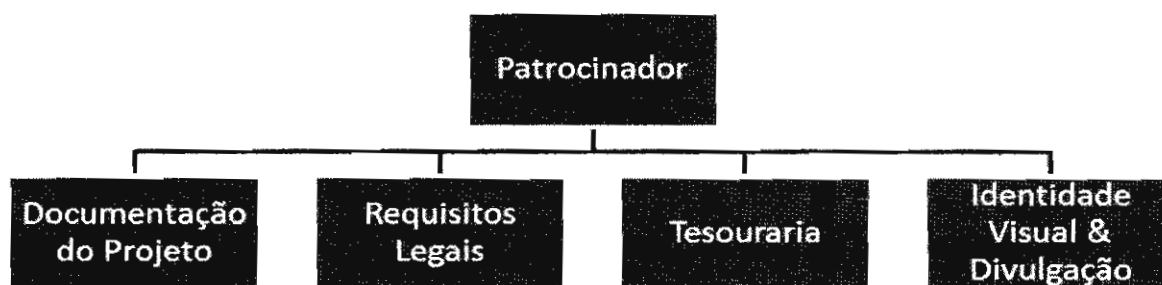 Patrocinador
Documentação
do Projeto
Requisitos
Legais
Tesouraria
Identidade
Visual &
Divulgação